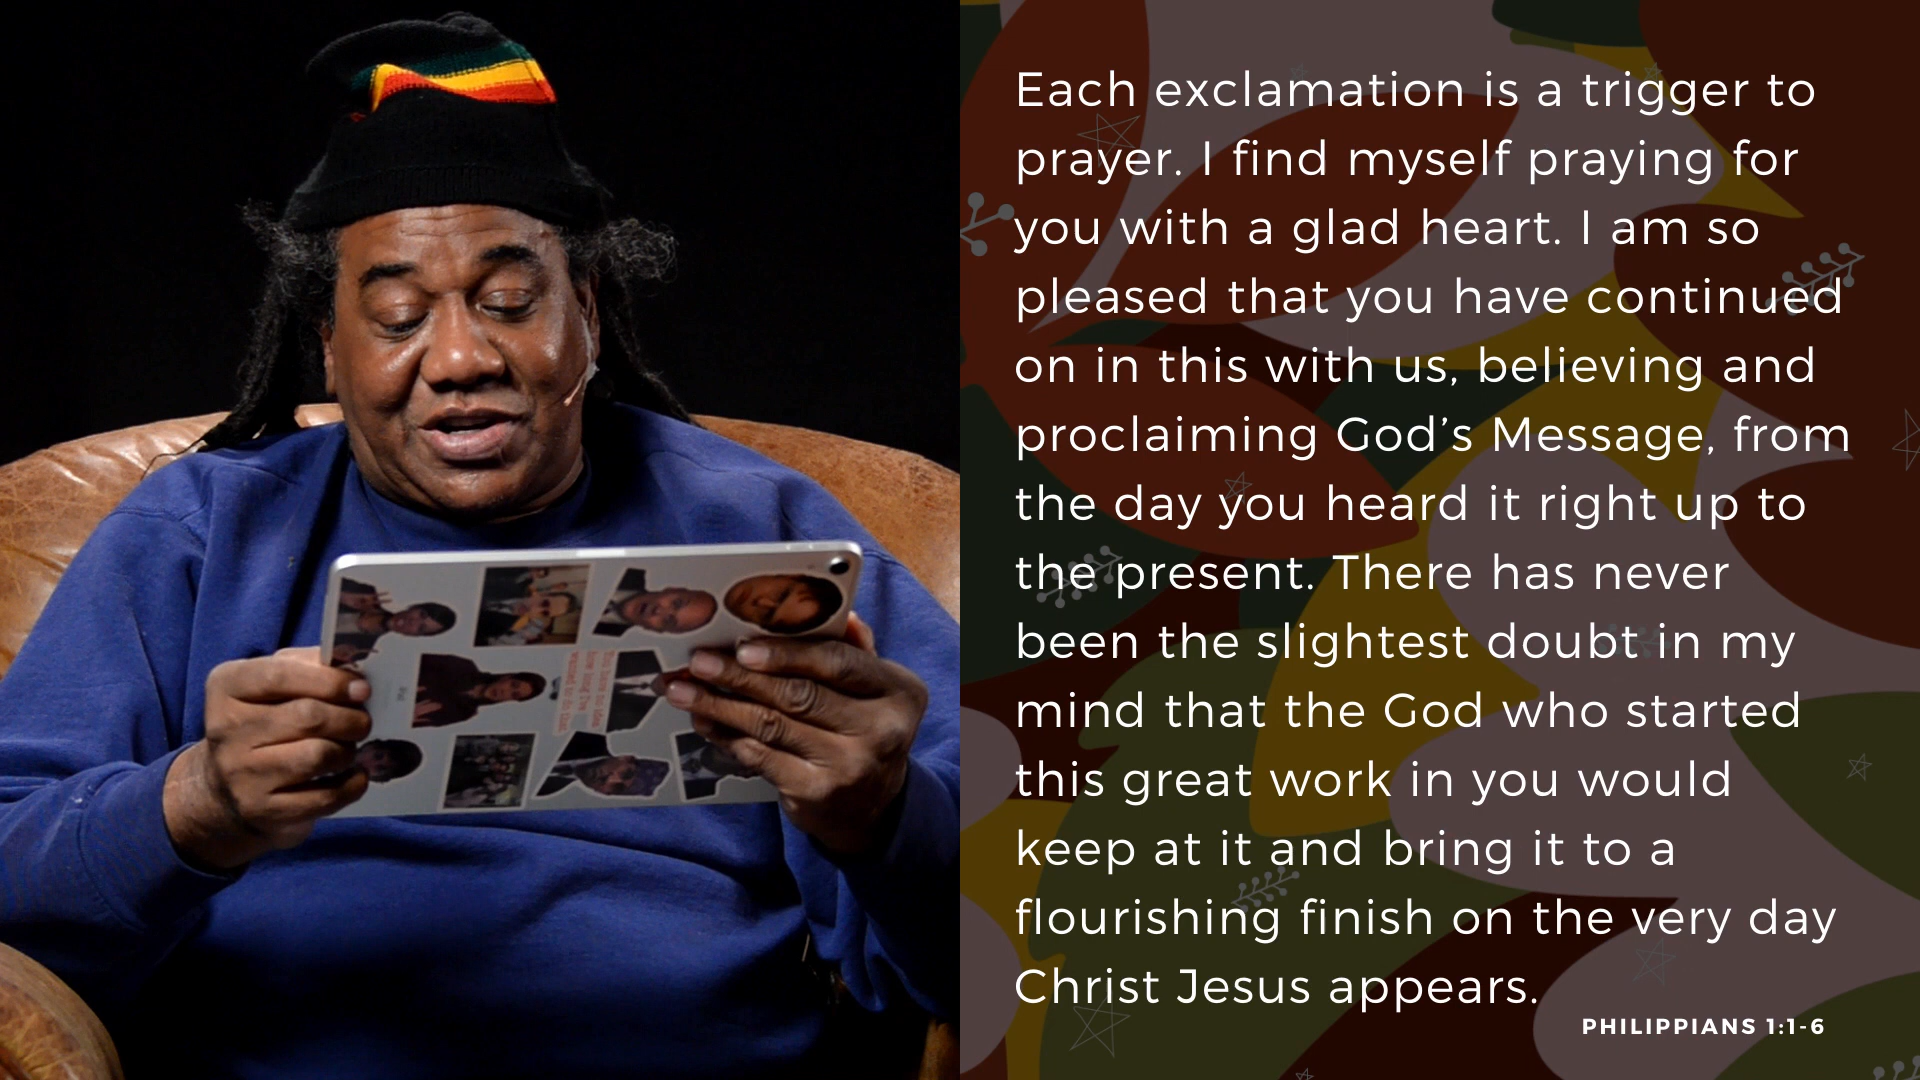 Each exclamation is a trigger to
prayer. I find myself praying for
you with a glad heart. I am so
pleased that you have continued
on in this with us, believing and
proclaiming God’s Message, from
the day you heard it right up to
the present. There has never
been the slightest doubt in my
mind that the God who started
this great work in you would
keep at it and bring it to a
flourishing finish on the very day
Christ Jesus appears.
PHILIPPIANS 1:1-6